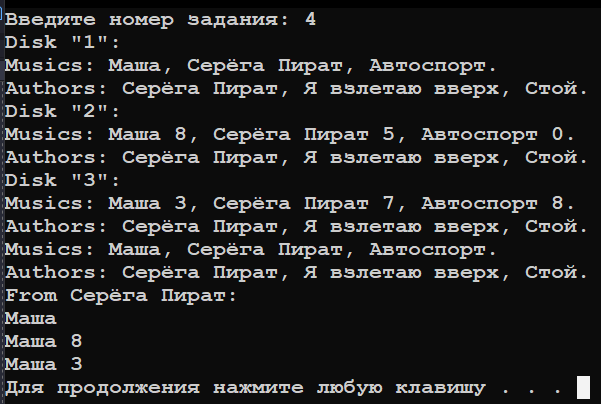 Введите номер задания: 4
Disk "1":
Musics: Маша, Серёга Пират, Автоспорт.
Authors: Серёга Пират, Я взлетаю вверх, Стой.
Disk "2":
Musics: Маша 8, Серёга Пират 5, Автоспорт 0.
Authors: Серёга Пират, Я взлетаю вверх, Стой.
Disk "3":
Musics: Маша 3, Серёга Пират 7, Автоспорт 8.
Authors: Серёга Пират, Я взлетаю вверх, Стой.
Musics: Маша, Серёга Пират, Автоспорт.
Authors: Серёга Пират, Я взлетаю вверх, Стой.
From Серёга Пират:
Маша
Маша 8
Маша 3
Для продолжения нажмите любую клавишу . . .